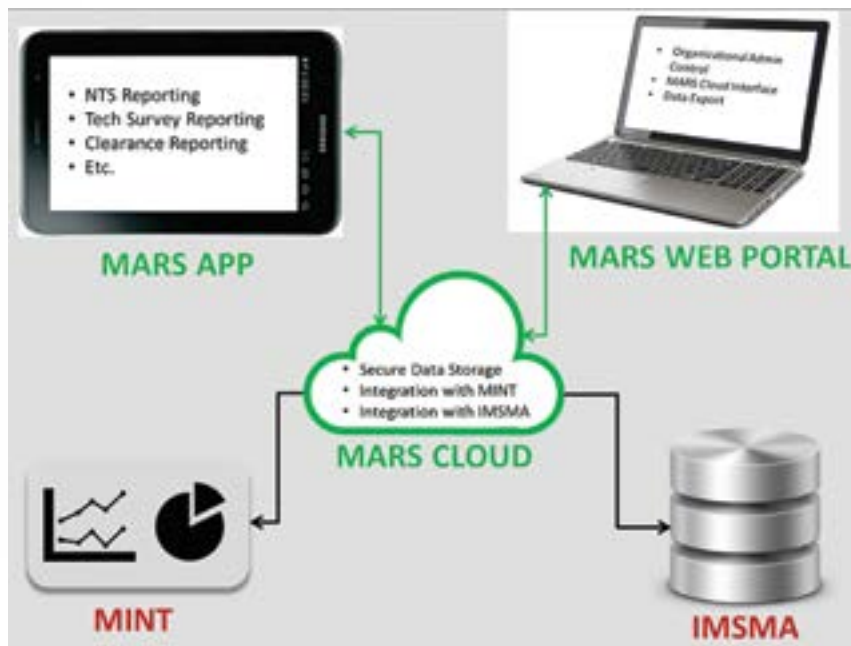 • NTS Reporting
• Tech Survey Reporting
• Clearance Reporting
• Etc.
MARS APP
• Organizational Admin
Control
• MARS Cloud Interface
• Data Export
MARS WEB PORTAL
• Secure Data Storage
• Integration with MINT
• Integration with IMSMA
MARS CLOUD
MINT
IMSMA